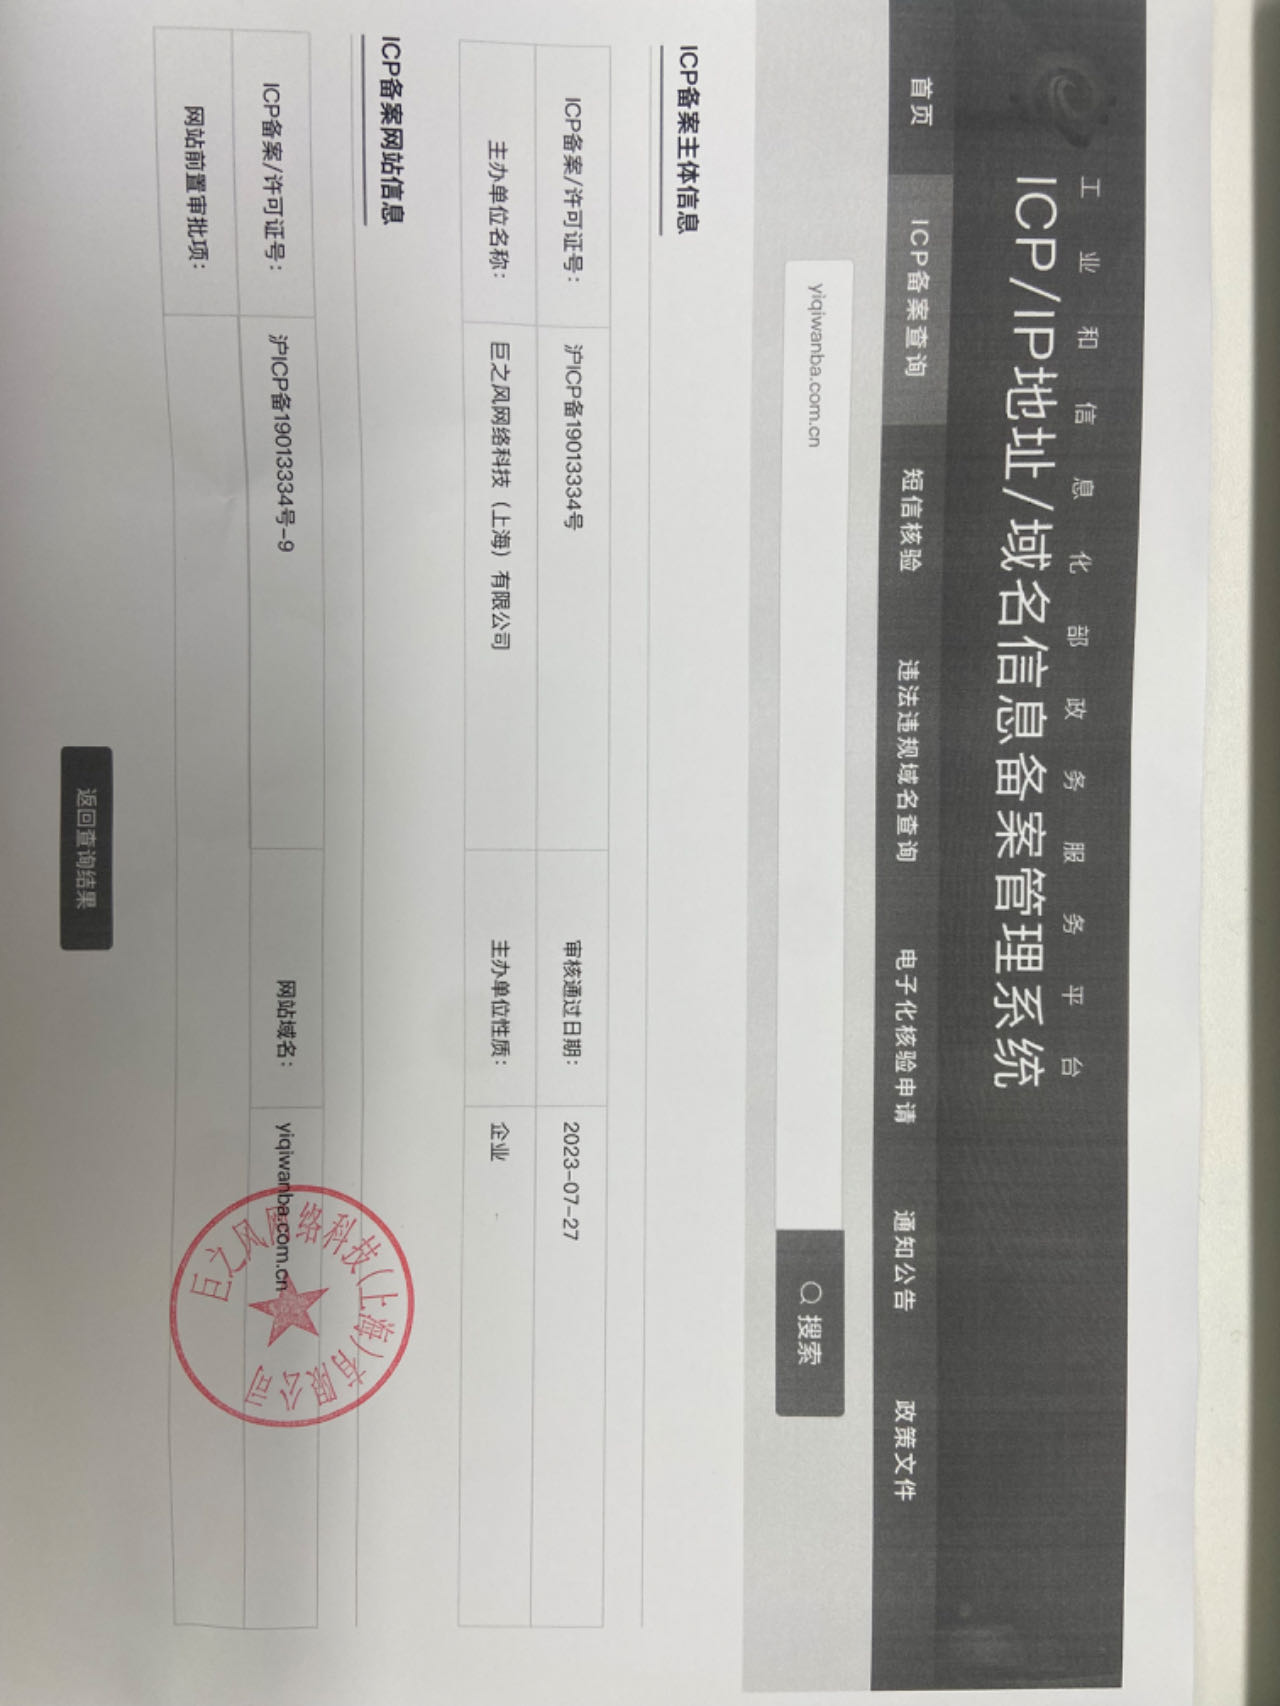 工业和信息化部政务服务平台
ICP/IP地址/域名信息备案管理系统
首页 ICP备案查询 短信核验 违法违规域名查询 电子化核验申请 通知公告 政策文件
yiqiwanba.com.cn 搜索
ICP备案主体信息
ICP备案/许可证号： 沪ICP备19013334号 审核通过日期： 2023-07-27
主办单位名称： 巨之风网络科技（上海）有限公司 主办单位性质： 企业
ICP备案网站信息
ICP备案/许可证号： 沪ICP备19013334号-9 网站域名： yiqiwanba.com.cn
网站前置审批项：
巨之风网络科技（上海）有限公司
返回查询结果